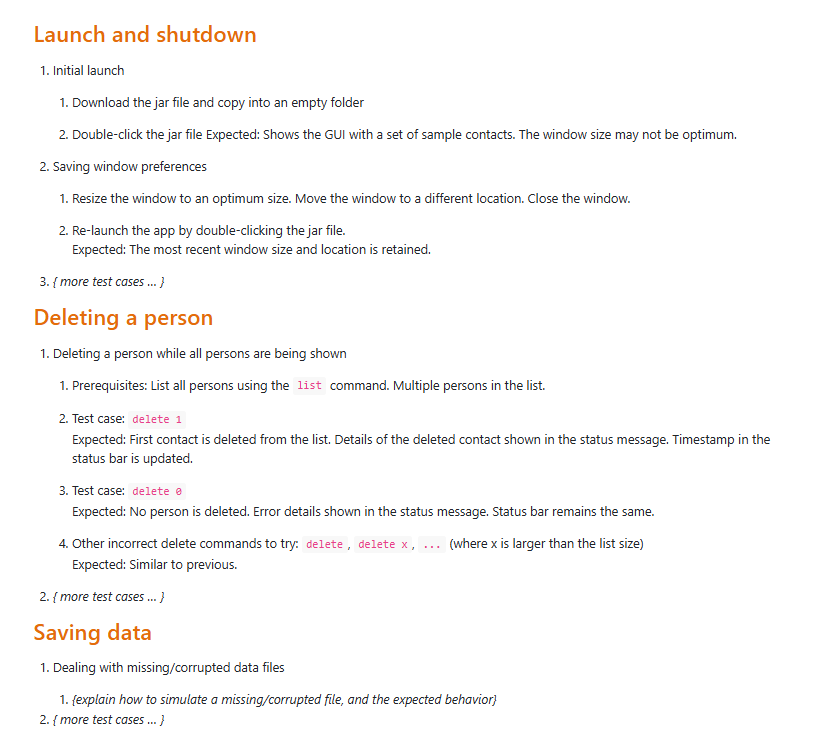 Launch and shutdown
1. Initial launch
1. Download the jar file and copy into an empty folder
2. Double-click the jar file Expected: Shows the GUI with a set of sample contacts. The window size may not be optimum.
2. Saving window preferences
1. Resize the window to an optimum size. Move the window to a different location. Close the window.
2. Re-launch the app by double-clicking the jar file.
Expected: The most recent window size and location is retained.
3. { more test cases … }
Deleting a person
1. Deleting a person while all persons are being shown
1. Prerequisites: List all persons using the list command. Multiple persons in the list.
2. Test case: delete 1
Expected: First contact is deleted from the list. Details of the deleted contact shown in the status message. Timestamp in the
status bar is updated.
3. Test case: delete 0
Expected: No person is deleted. Error details shown in the status message. Status bar remains the same.
4. Other incorrect delete commands to try: delete , delete x , ... (where x is larger than the list size)
Expected: Similar to previous.
2. { more test cases … }
Saving data
1. Dealing with missing/corrupted data files
1. {explain how to simulate a missing/corrupted file, and the expected behavior}
2. { more test cases … }